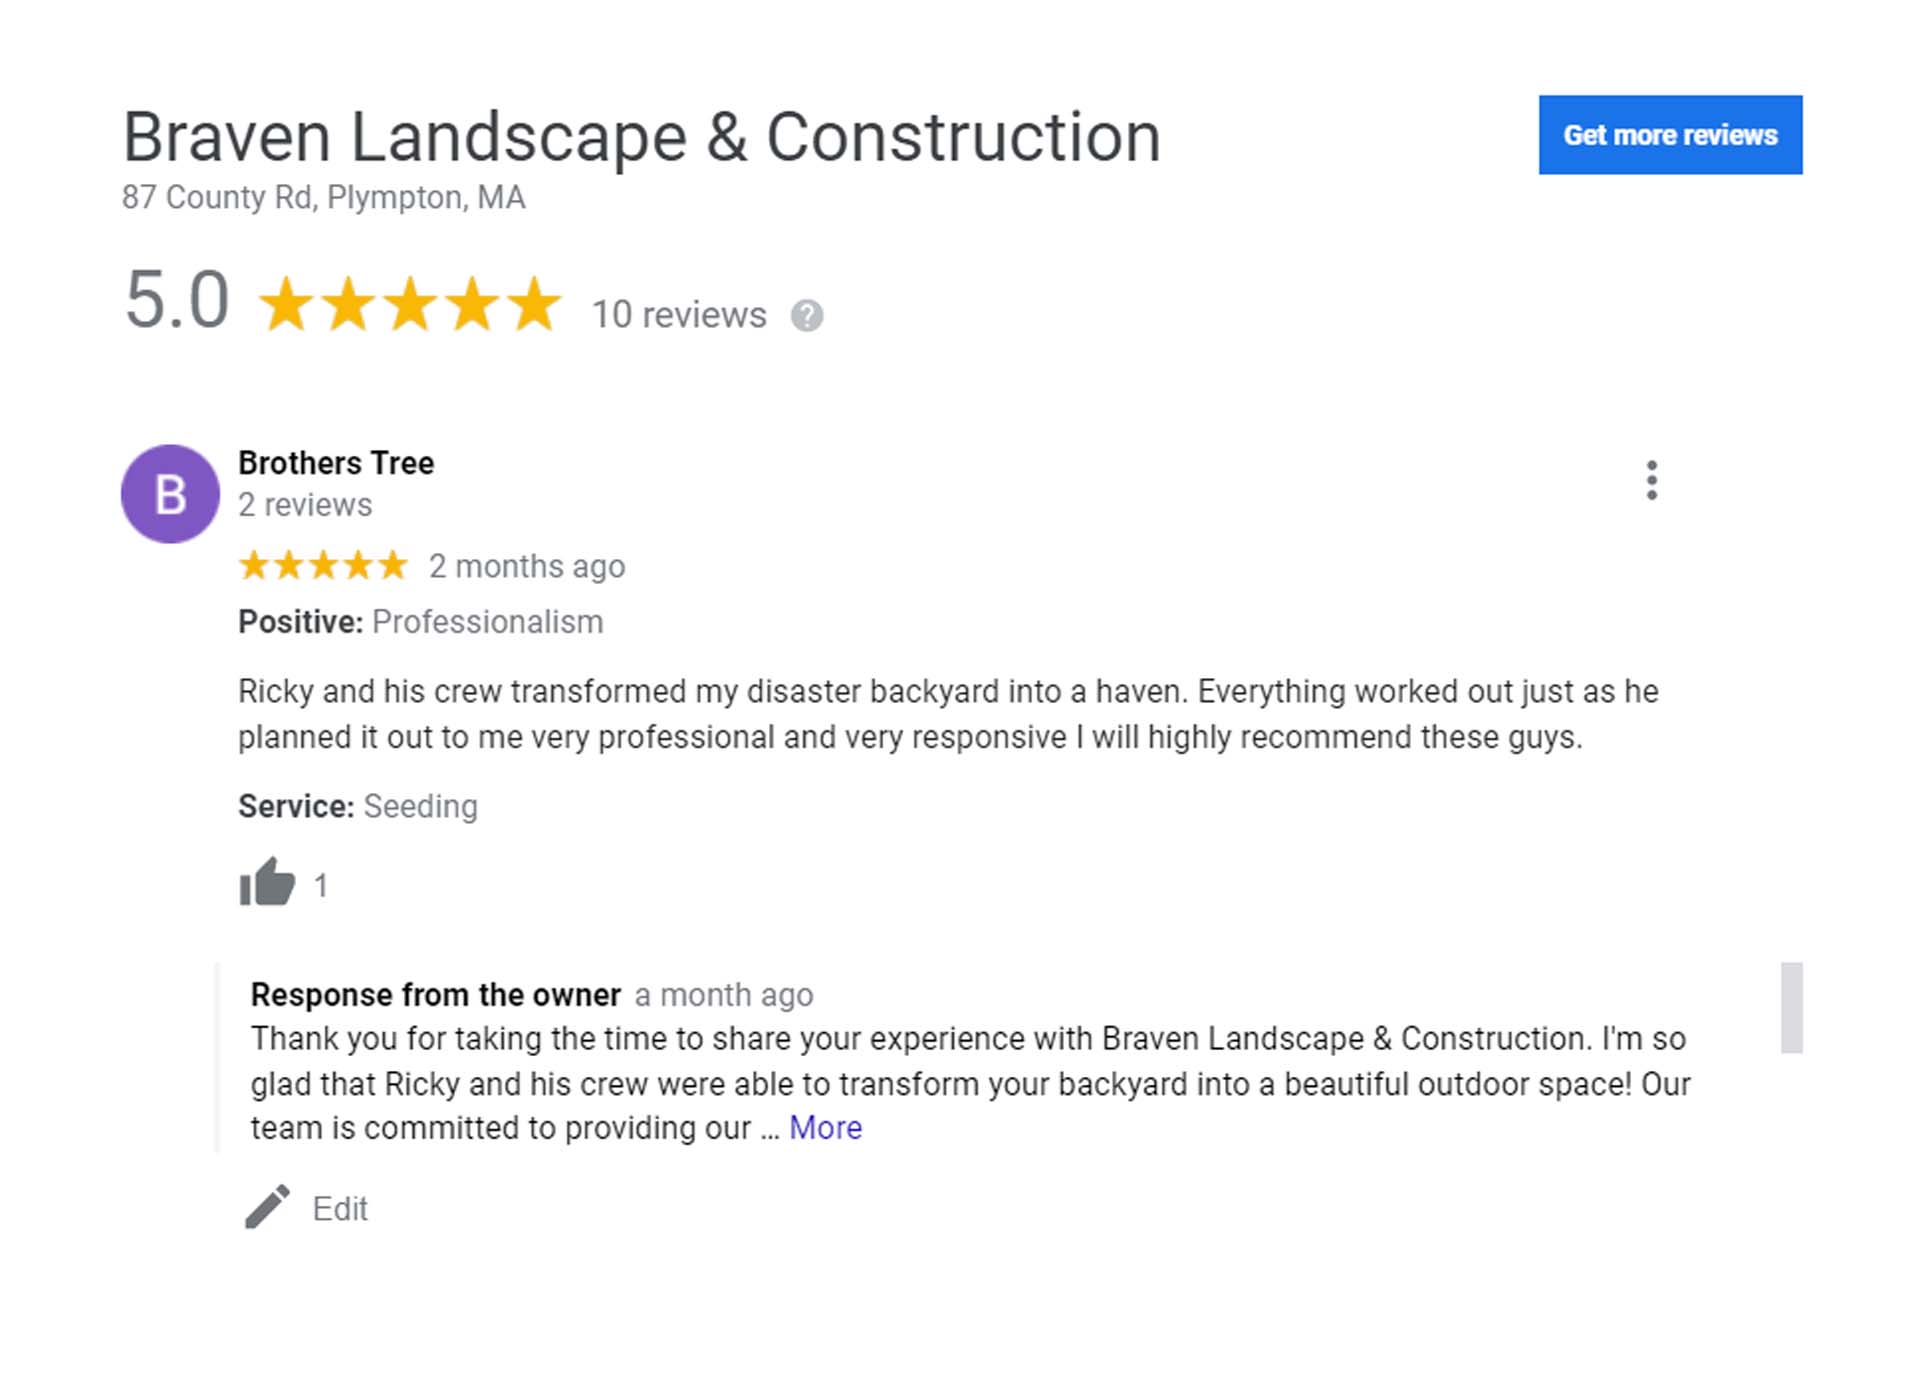 Braven Landscape & Construction
Get more reviews
87 County Rd, Plympton, MA
5.0 10 reviews ?
B
Brothers Tree
2 reviews
2 months ago
Positive: Professionalism
Ricky and his crew transformed my disaster backyard into a haven. Everything worked out just as he
planned it out to me very professional and very responsive I will highly recommend these guys.
Service: Seeding
1
Response from the owner a month ago
Thank you for taking the time to share your experience with Braven Landscape & Construction. I'm so
glad that Ricky and his crew were able to transform your backyard into a beautiful outdoor space! Our
team is committed to providing our ... More
Edit